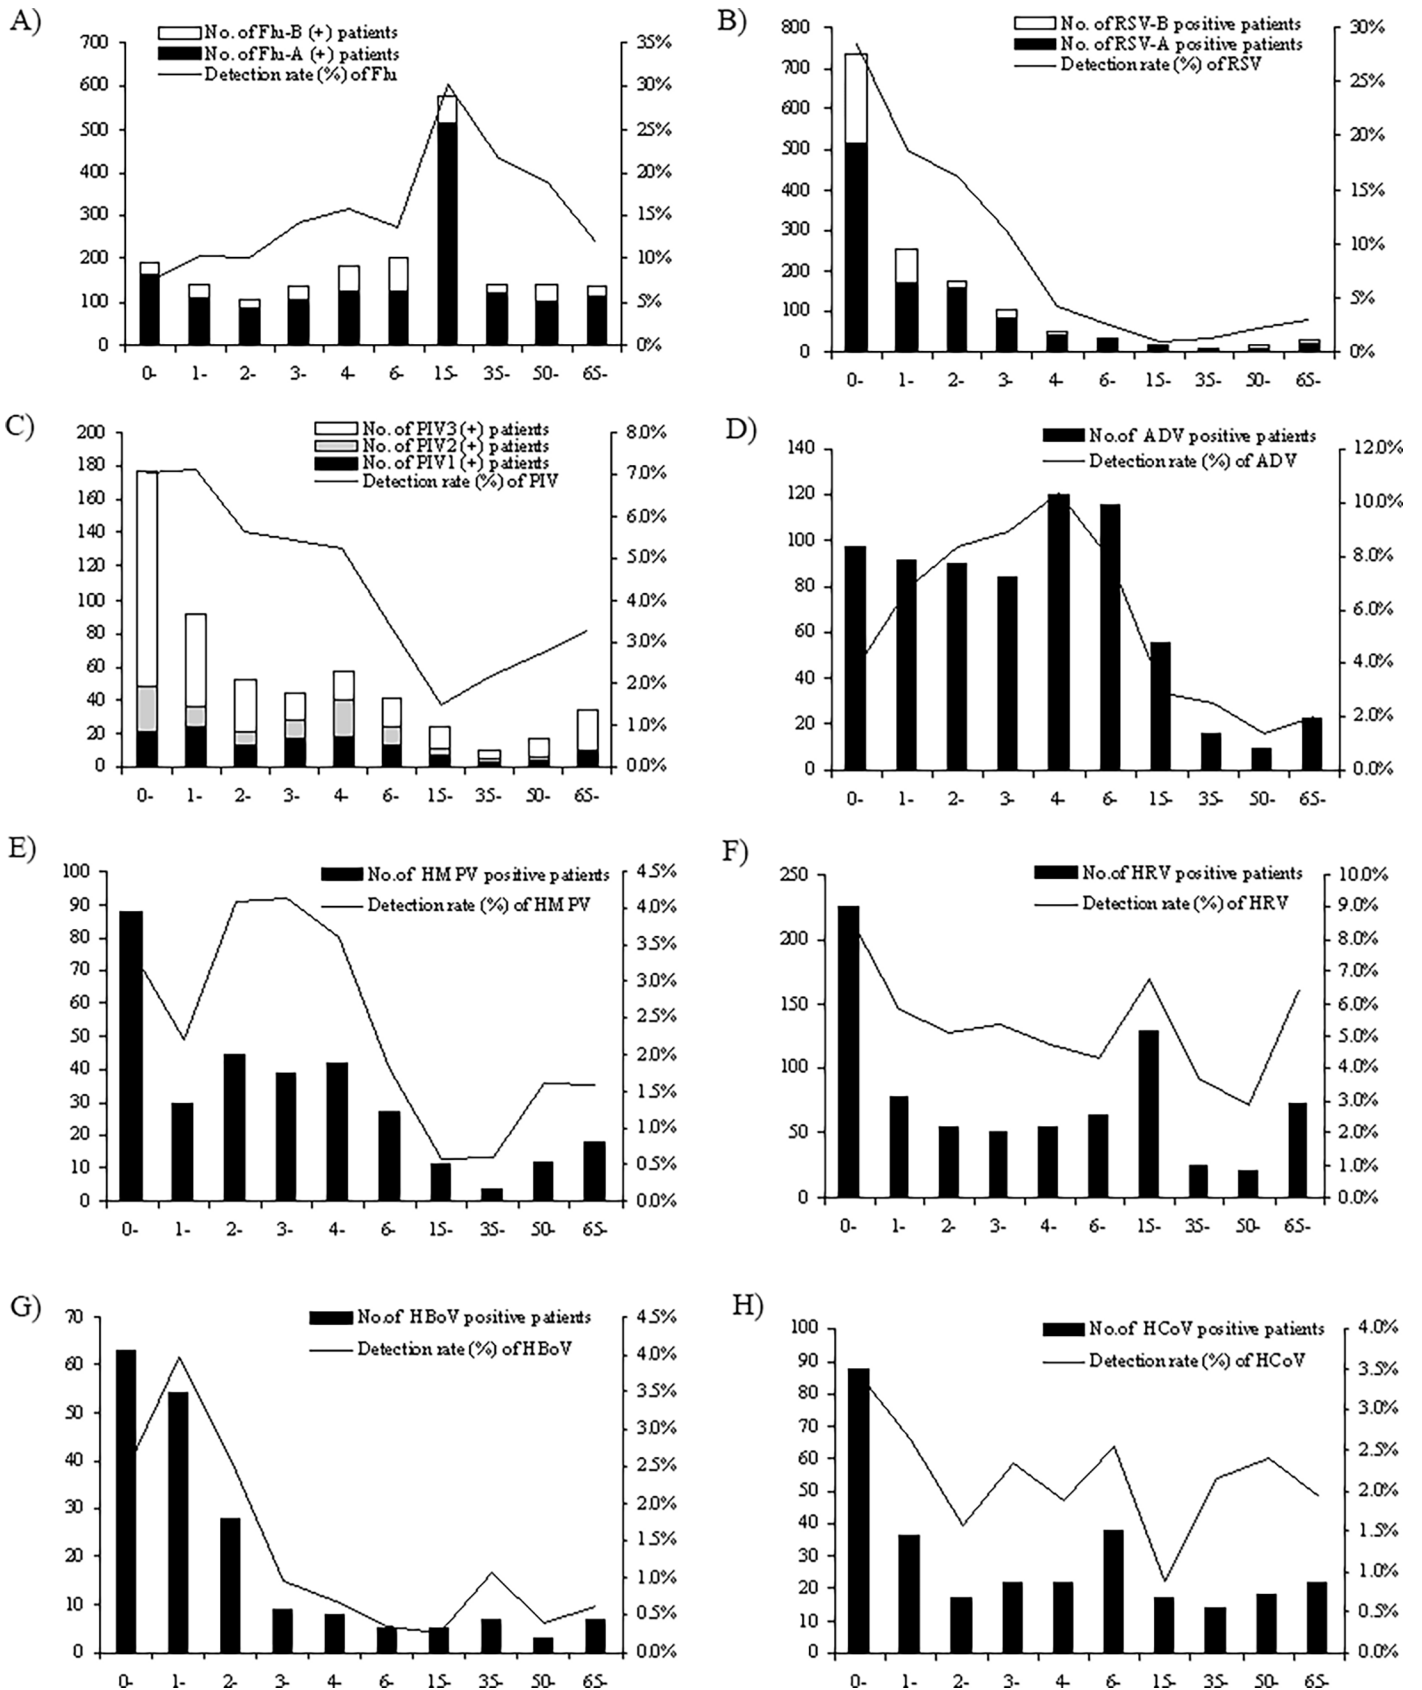 A)
No. of Flu-B (+) patients
No. of Flu-A (+) patients
Detection rate (%) of Flu
700 600 500 400 300 200 100 0
35% 30% 25% 20% 15% 10% 5% 0%
0- 1- 2- 3- 4- 6- 15- 35- 50- 65-
B)
No. of RSV-B positive patients
No. of RSV-A positive patients
Detection rate (%) of RSV
800 700 600 500 400 300 200 100 0
30% 25% 20% 15% 10% 5% 0%
0- 1- 2- 3- 4- 6- 15- 35- 50- 65-
C)
No. of PIV3 (+) patients
No. of PIV2 (+) patients
No. of PIV1 (+) patients
Detection rate (%) of PIV
200 180 160 140 120 100 80 60 40 20 0
8.0% 7.0% 6.0% 5.0% 4.0% 3.0% 2.0% 1.0% 0.0%
0- 1- 2- 3- 4- 6- 15- 35- 50- 65-
D)
No.of ADV positive patients
Detection rate (%) of ADV
140 120 100 80 60 40 20 0
12.0% 10.0% 8.0% 6.0% 4.0% 2.0% 0.0%
0- 1- 2- 3- 4- 6- 15- 35- 50- 65-
E)
No.of HMPV positive patients
Detection rate (%) of HMPV
100 90 80 70 60 50 40 30 20 10 0
4.5% 4.0% 3.5% 3.0% 2.5% 2.0% 1.5% 1.0% 0.5% 0.0%
0- 1- 2- 3- 4- 6- 15- 35- 50- 65-
F)
No.of HRV positive patients
Detection rate (%) of HRV
250 200 150 100 50 0
10.0% 9.0% 8.0% 7.0% 6.0% 5.0% 4.0% 3.0% 2.0% 1.0% 0.0%
0- 1- 2- 3- 4- 6- 15- 35- 50- 65-
G)
No.of HBoV positive patients
Detection rate (%) of HBoV
70 60 50 40 30 20 10 0
4.5% 4.0% 3.5% 3.0% 2.5% 2.0% 1.5% 1.0% 0.5% 0.0%
0- 1- 2- 3- 4- 6- 15- 35- 50- 65-
H)
No.of HCoV positive patients
Detection rate (%) of HCoV
100 90 80 70 60 50 40 30 20 10 0
4.0% 3.5% 3.0% 2.5% 2.0% 1.5% 1.0% 0.5% 0.0%
0- 1- 2- 3- 4- 6- 15- 35- 50- 65-